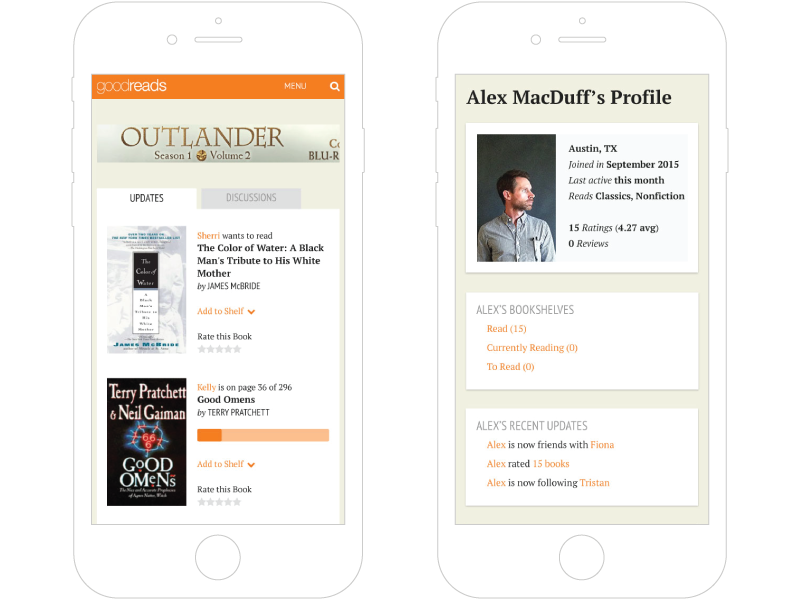 goodreads
MENU
OUTLANDER
Season 1 Volume 2
BLU-R
UPDATES
DISCUSSIONS
The
Color of
Water
A
Black
Man's
Tribute to
His
White
Mother
JAMES McBRIDE
Sherri wants to read
The Color of Water: A Black
Man's Tribute to His White
Mother
by JAMES McBRIDE
Add to Shelf
Rate this Book
Terry Pratchett
& Neil Gaiman
666
GOOD
OMENS
The Nice and Accurate Prophecies
of Agnes Nutter, Witch
Kelly is on page 36 of 296
Good Omens
by TERRY PRATCHETT
Add to Shelf
Rate this Book
Alex MacDuff's Profile
Austin, TX
Joined in September 2015
Last active this month
Reads Classics, Nonfiction
15 Ratings (4.27 avg)
0 Reviews
ALEX'S BOOKSHELVES
Read (15)
Currently Reading (0)
To Read (0)
ALEX'S RECENT UPDATES
Alex is now friends with Fiona
Alex rated 15 books
Alex is now following Tristan